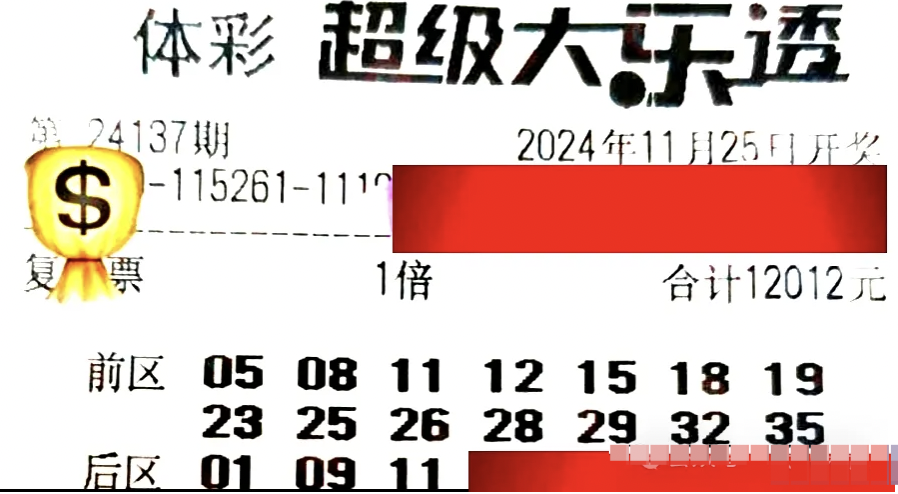 体彩 超级大乐透
第 24137期 2024年11月25日开奖
-115261-111
复 票 1倍 合计12012元
前区 05 08 11 12 15 18 19
23 25 26 28 29 32 35
后区 01 09 11